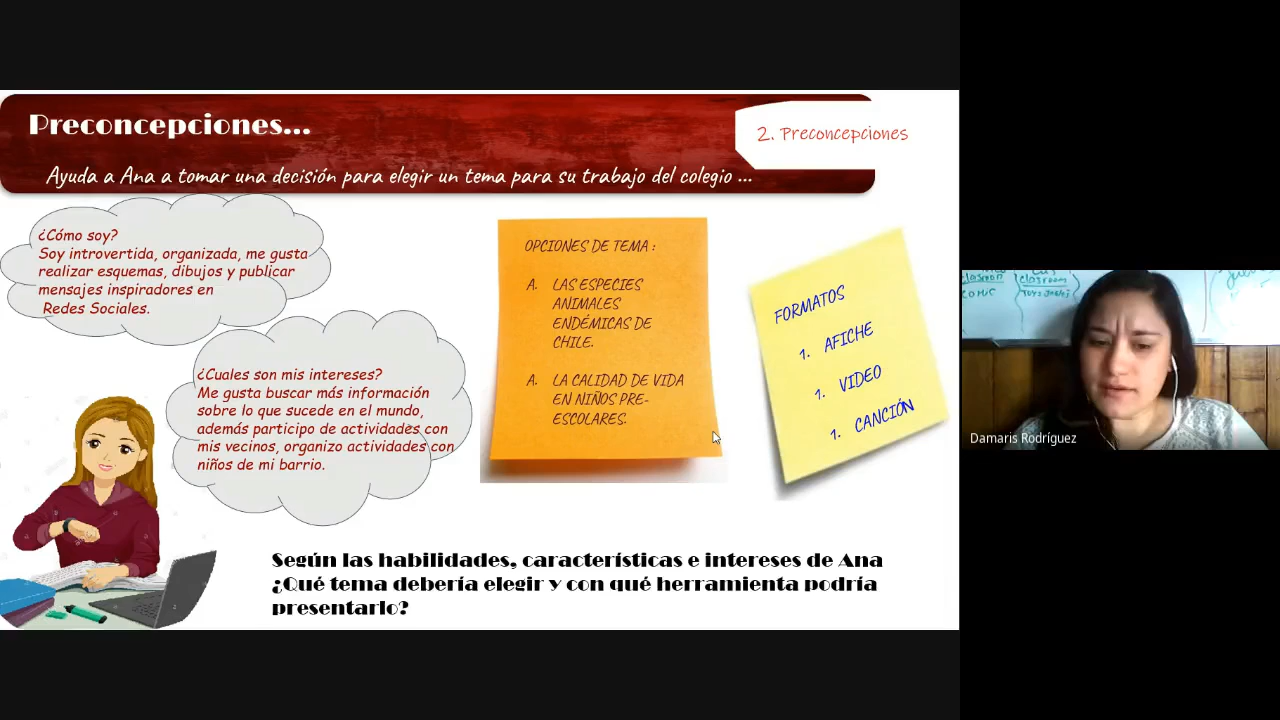 Preconcepciones...
2. Preconcepciones
Ayuda a Ana a tomar una decisión para elegir un tema para su trabajo del colegio ...
¿Cómo soy?
Soy introvertida, organizada, me gusta
realizar esquemas, dibujos y publicar
mensajes inspiradores en
Redes Sociales.
¿Cuales son mis intereses?
Me gusta buscar más información
sobre lo que sucede en el mundo,
además participo de actividades con
mis vecinos, organizo actividades con
niños de mi barrio.
OPCIONES DE TEMA :
A. LAS ESPECIES
ANIMALES
ENDÉMICAS DE
CHILE.
A. LA CALIDAD DE VIDA
EN NIÑOS PRE-
ESCOLARES.
FORMATOS
1. AFICHE
1. VIDEO
1. CANCIÓN
Según las habilidades, características e intereses de Ana
¿Qué tema debería elegir y con qué herramienta podría
presentarlo?
classroom
COMIC
classroom
Damaris Rodríguez